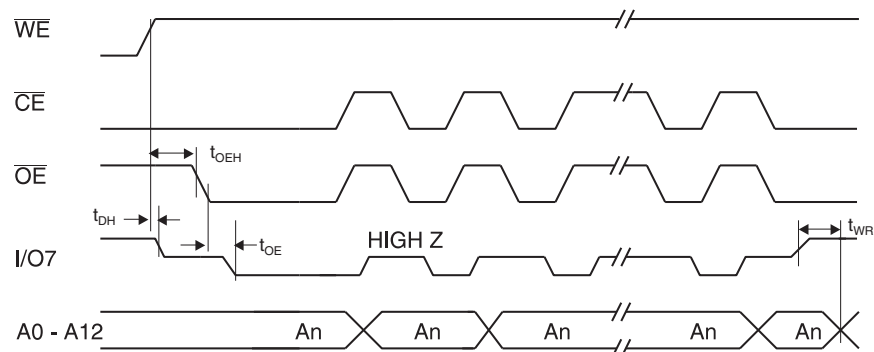 WE
CE
tOEH
OE
tDH
tOE
HIGH Z
tWR
I/O7
A0 - A12
An An An An An